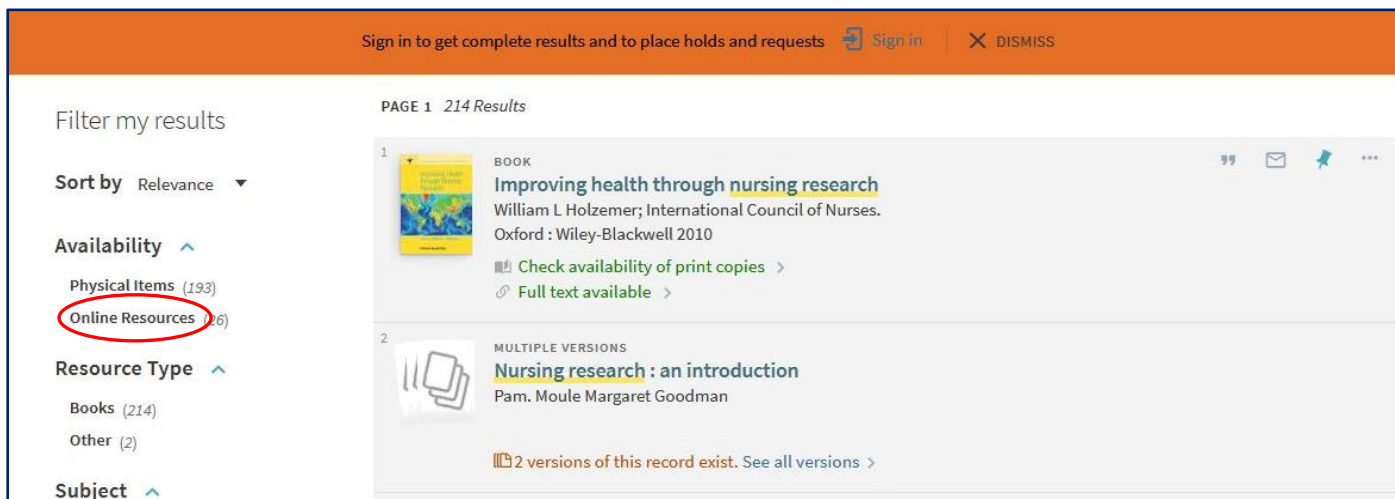 Sign in to get complete results and to place holds and requests Sign in DISMISS
Filter my results
Sort by Relevance
Availability
Physical Items (193)
Online Resources (26)
Resource Type
Books (214)
Other (2)
Subject
PAGE 1 214 Results
1
BOOK
Improving health through nursing research
William L Holzemer; International Council of Nurses.
Oxford : Wiley-Blackwell 2010
Check availability of print copies >
Full text available >
2
MULTIPLE VERSIONS
Nursing research : an introduction
Pam. Moule Margaret Goodman
2 versions of this record exist. See all versions >